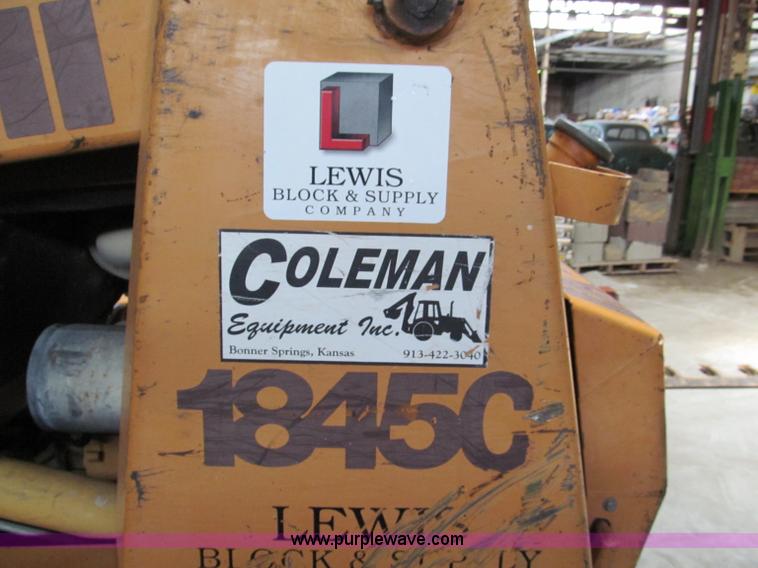 L
LEWIS
BLOCK & SUPPLY
COMPANY
COLEMAN
Equipment Inc.
Bonner Springs, Kansas 913-422-3040
1845C
LEWIS
www.purplewave.com
BLOCK & SUPPLY